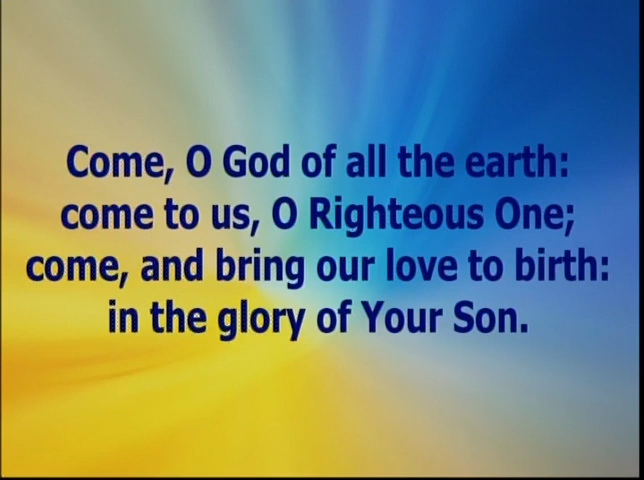 Come, O God of all the earth:
come to us, O Righteous One;
come, and bring our love to birth:
in the glory of Your Son.